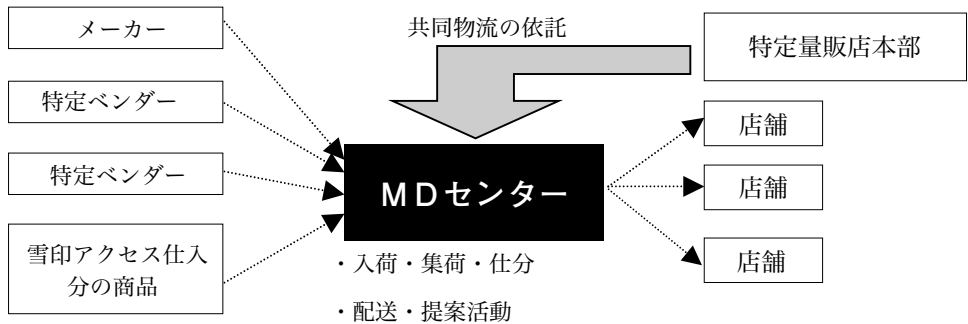 メーカー
特定ベンダー
特定ベンダー
雪印アクセス仕入
分の商品
共同物流の依託
特定量販店本部
MDセンター
・入荷・集荷・仕分
・配送・提案活動
店舗
店舗
店舗